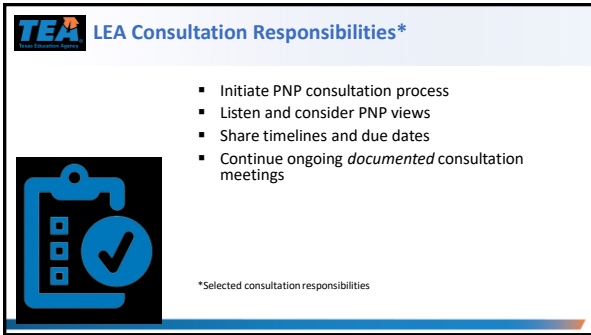 TEA
Texas Education Agency
LEA Consultation Responsibilities*
▪ Initiate PNP consultation process
▪ Listen and consider PNP views
▪ Share timelines and due dates
▪ Continue ongoing documented consultation
meetings
*Selected consultation responsibilities